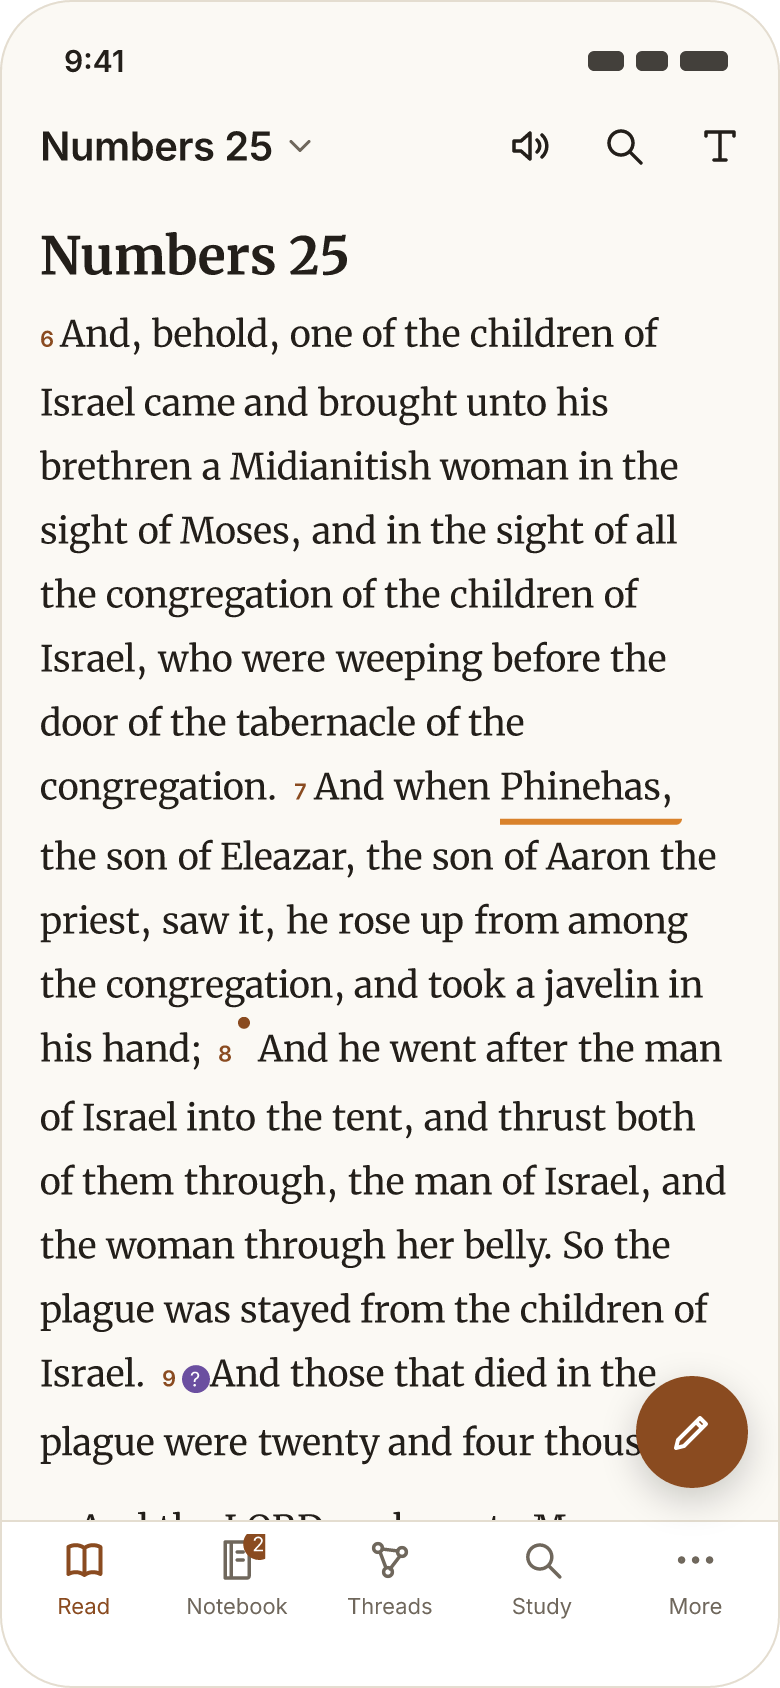 9:41
Numbers 25
Numbers 25
6 And, behold, one of the children of
Israel came and brought unto his
brethren a Midianitish woman in the
sight of Moses, and in the sight of all
the congregation of the children of
Israel, who were weeping before the
door of the tabernacle of the
congregation. 7 And when Phinehas,
the son of Eleazar, the son of Aaron the
priest, saw it, he rose up from among
the congregation, and took a javelin in
his hand; 8 And he went after the man
of Israel into the tent, and thrust both
of them through, the man of Israel, and
the woman through her belly. So the
plague was stayed from the children of
Israel. 9 ? And those that died in the
plague were twenty and four thous
And the LORD
2
Read Notebook Threads Study More